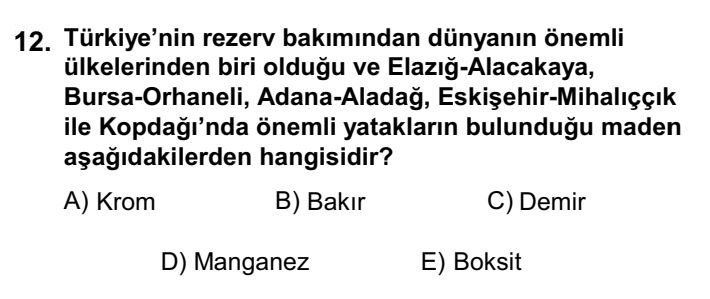 12. Türkiye’nin rezerv bakımından dünyanın önemli
ülkelerinden biri olduğu ve Elazığ-Alacakaya,
Bursa-Orhaneli, Adana-Aladağ, Eskişehir-Mihalıççık
ile Kopdağı’nda önemli yatakların bulunduğu maden
aşağıdakilerden hangisidir?
A) Krom B) Bakır C) Demir
D) Manganez E) Boksit